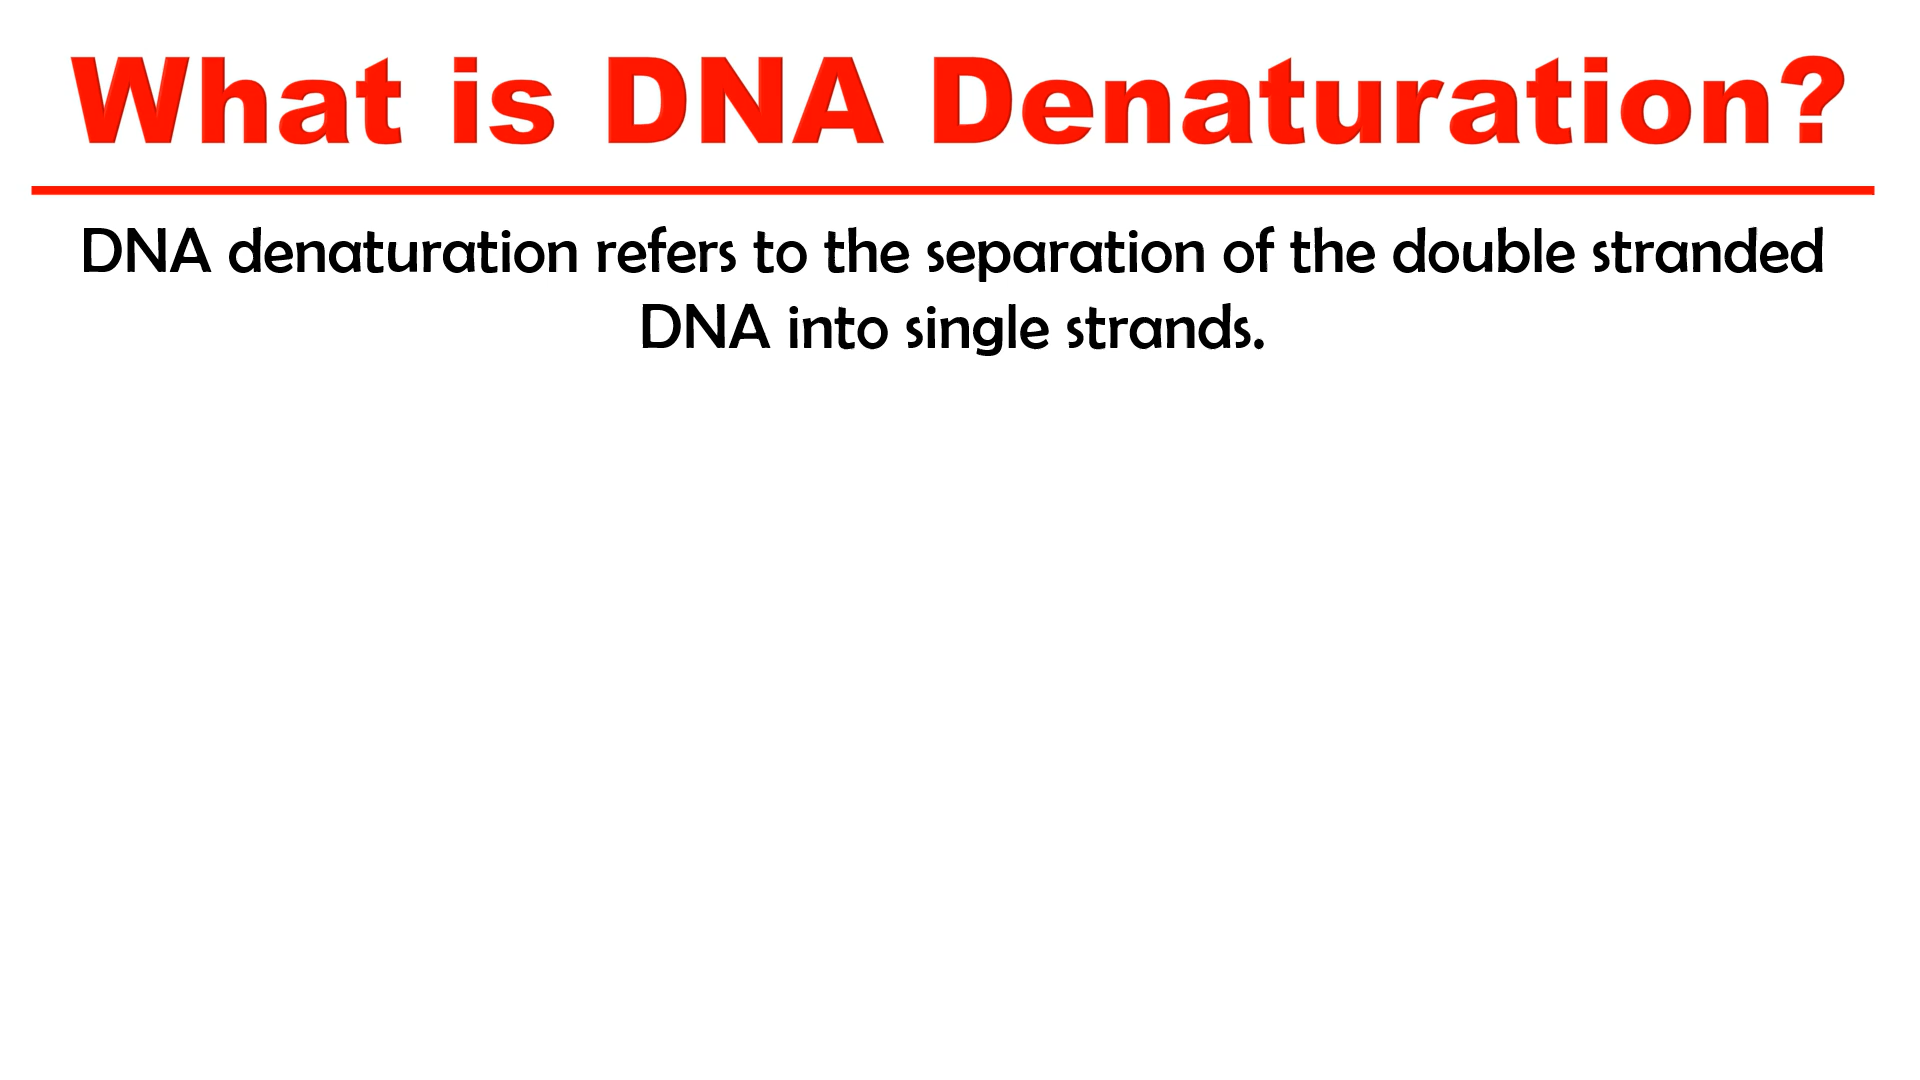 What is DNA Denaturation?
DNA denaturation refers to the separation of the double stranded
DNA into single strands.